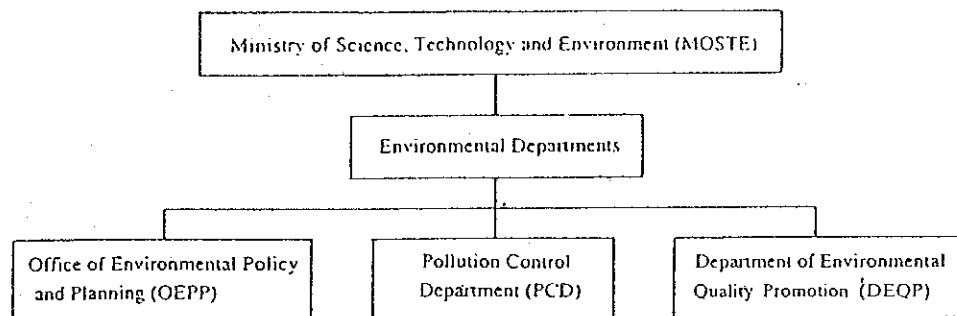 Ministry of Science, Technology and Environment (MOSTE)
Environmental Departments
Office of Environmental Policy
and Planning (OEPP)
Pollution Control
Department (PCD)
Department of Environmental
Quality Promotion (DEQP)